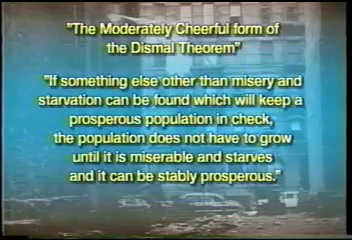 "The Moderately Cheerful form of
the Dismal Theorem"
"If something else other than misery and
starvation can be found which will keep a
prosperous population in check,
the population does not have to grow
until it is miserable and starves
and it can be stably prosperous."